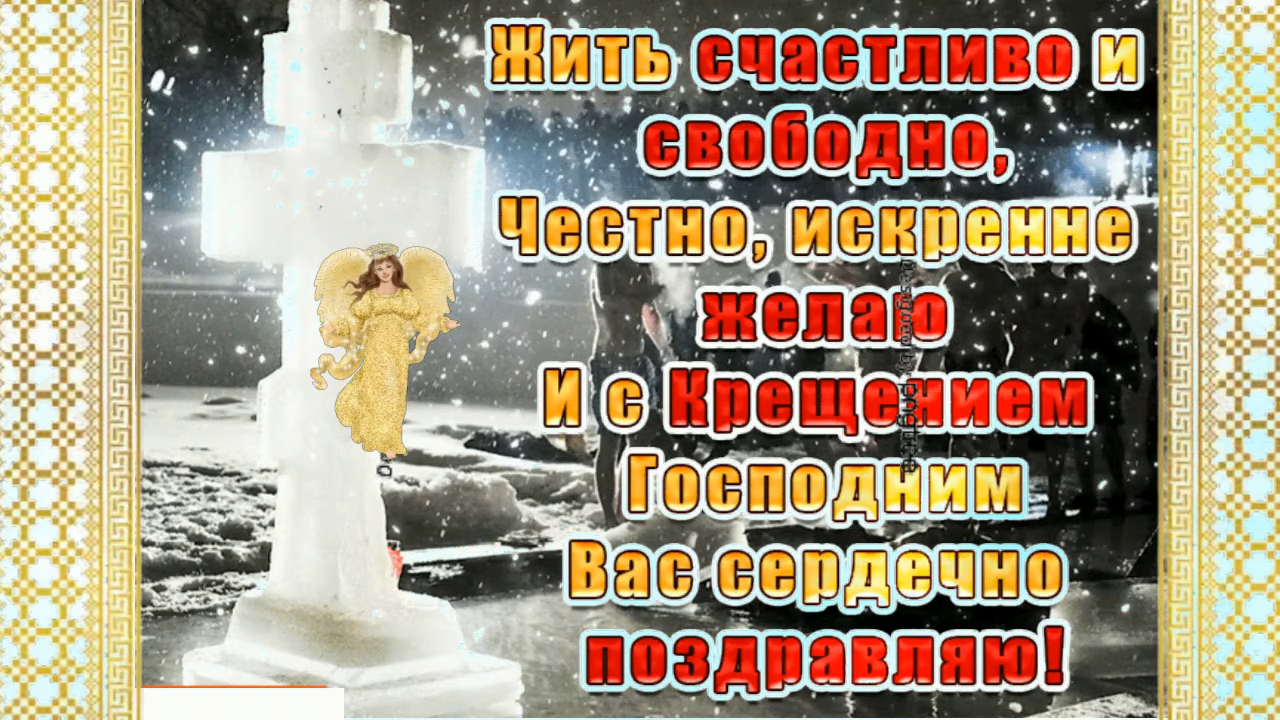 Жить счастливо и
свободно,
Честно, искренне
желаю
И с Крещением
Господним
Вас сердечно
поздравляю!